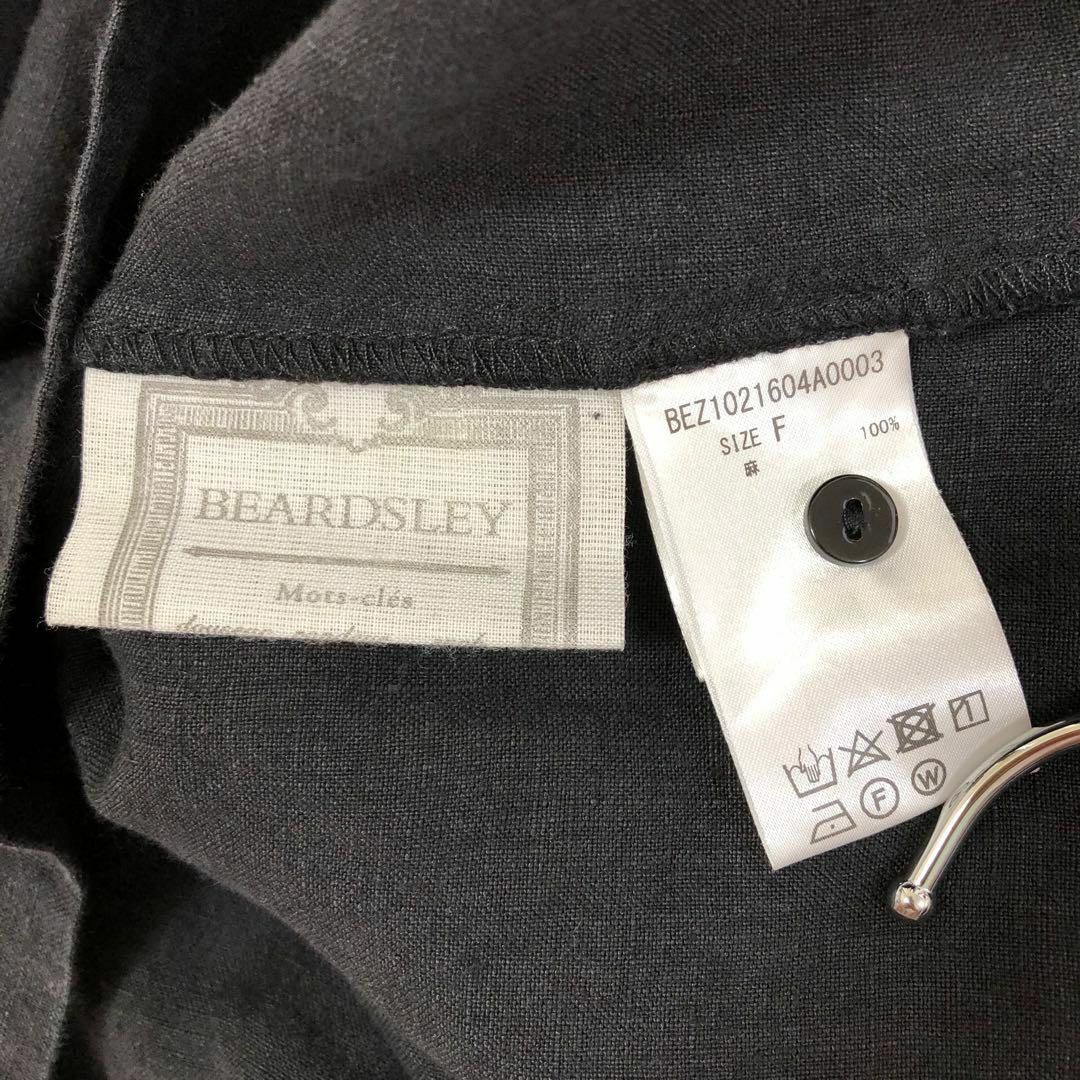 BEARDSLEY
Mots-clés
BEZ1021604A0003
SIZE F
麻 100%
F W